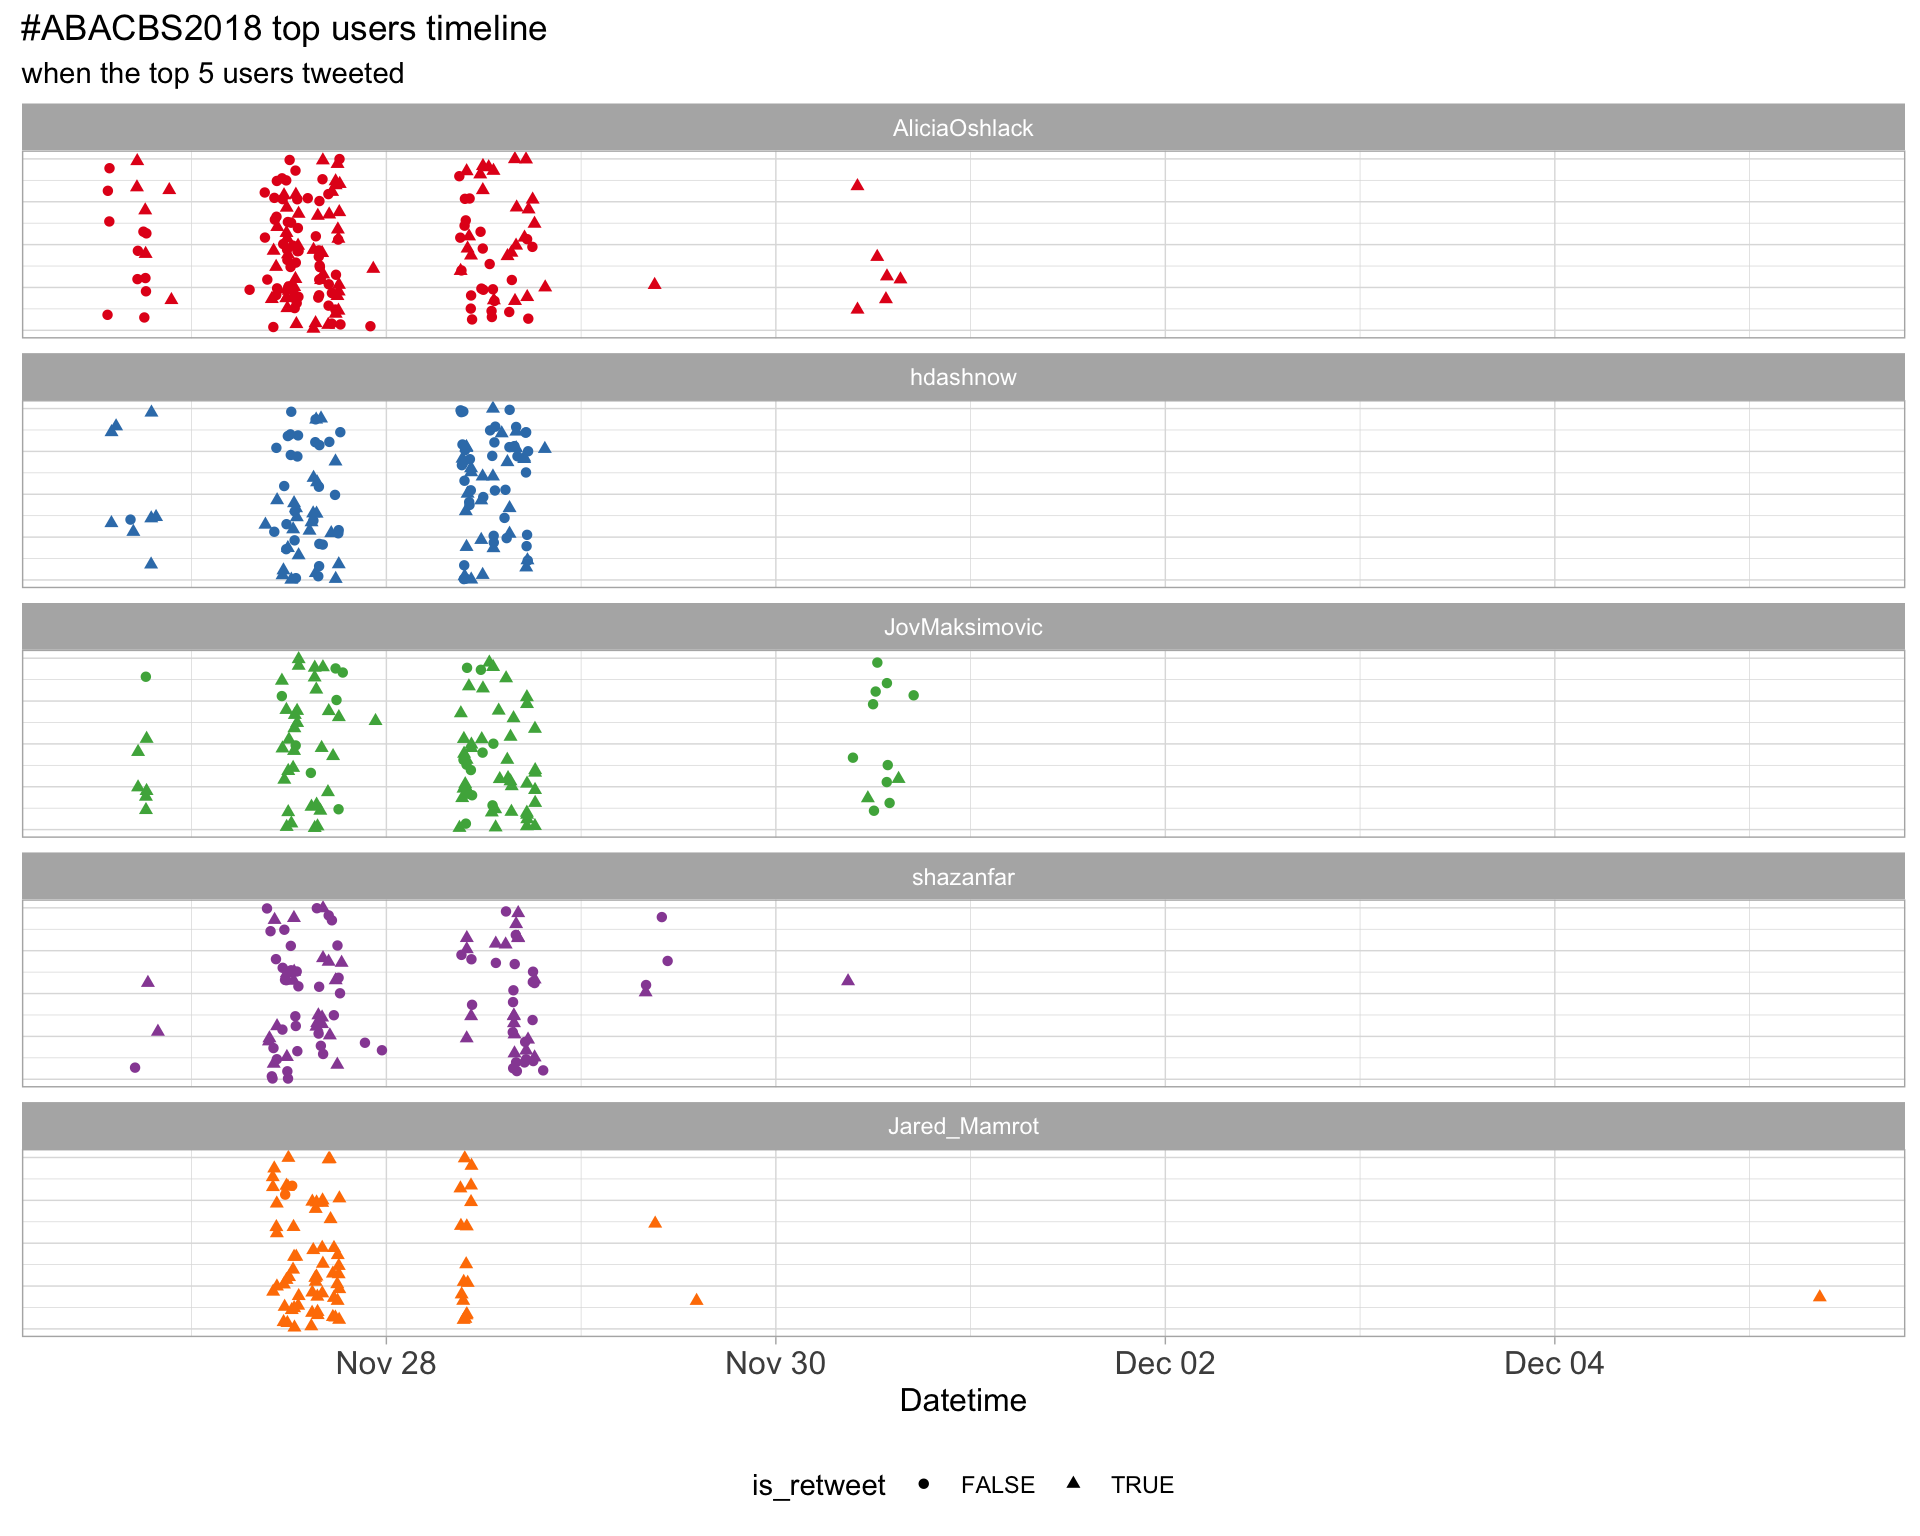 #ABACBS2018 top users timeline
when the top 5 users tweeted
AliciaOshlack
hdashnow
JovMaksimovic
shazanfar
Jared_Mamrot
Nov 28 Nov 30 Dec 02 Dec 04
Datetime
is_retweet FALSE TRUE